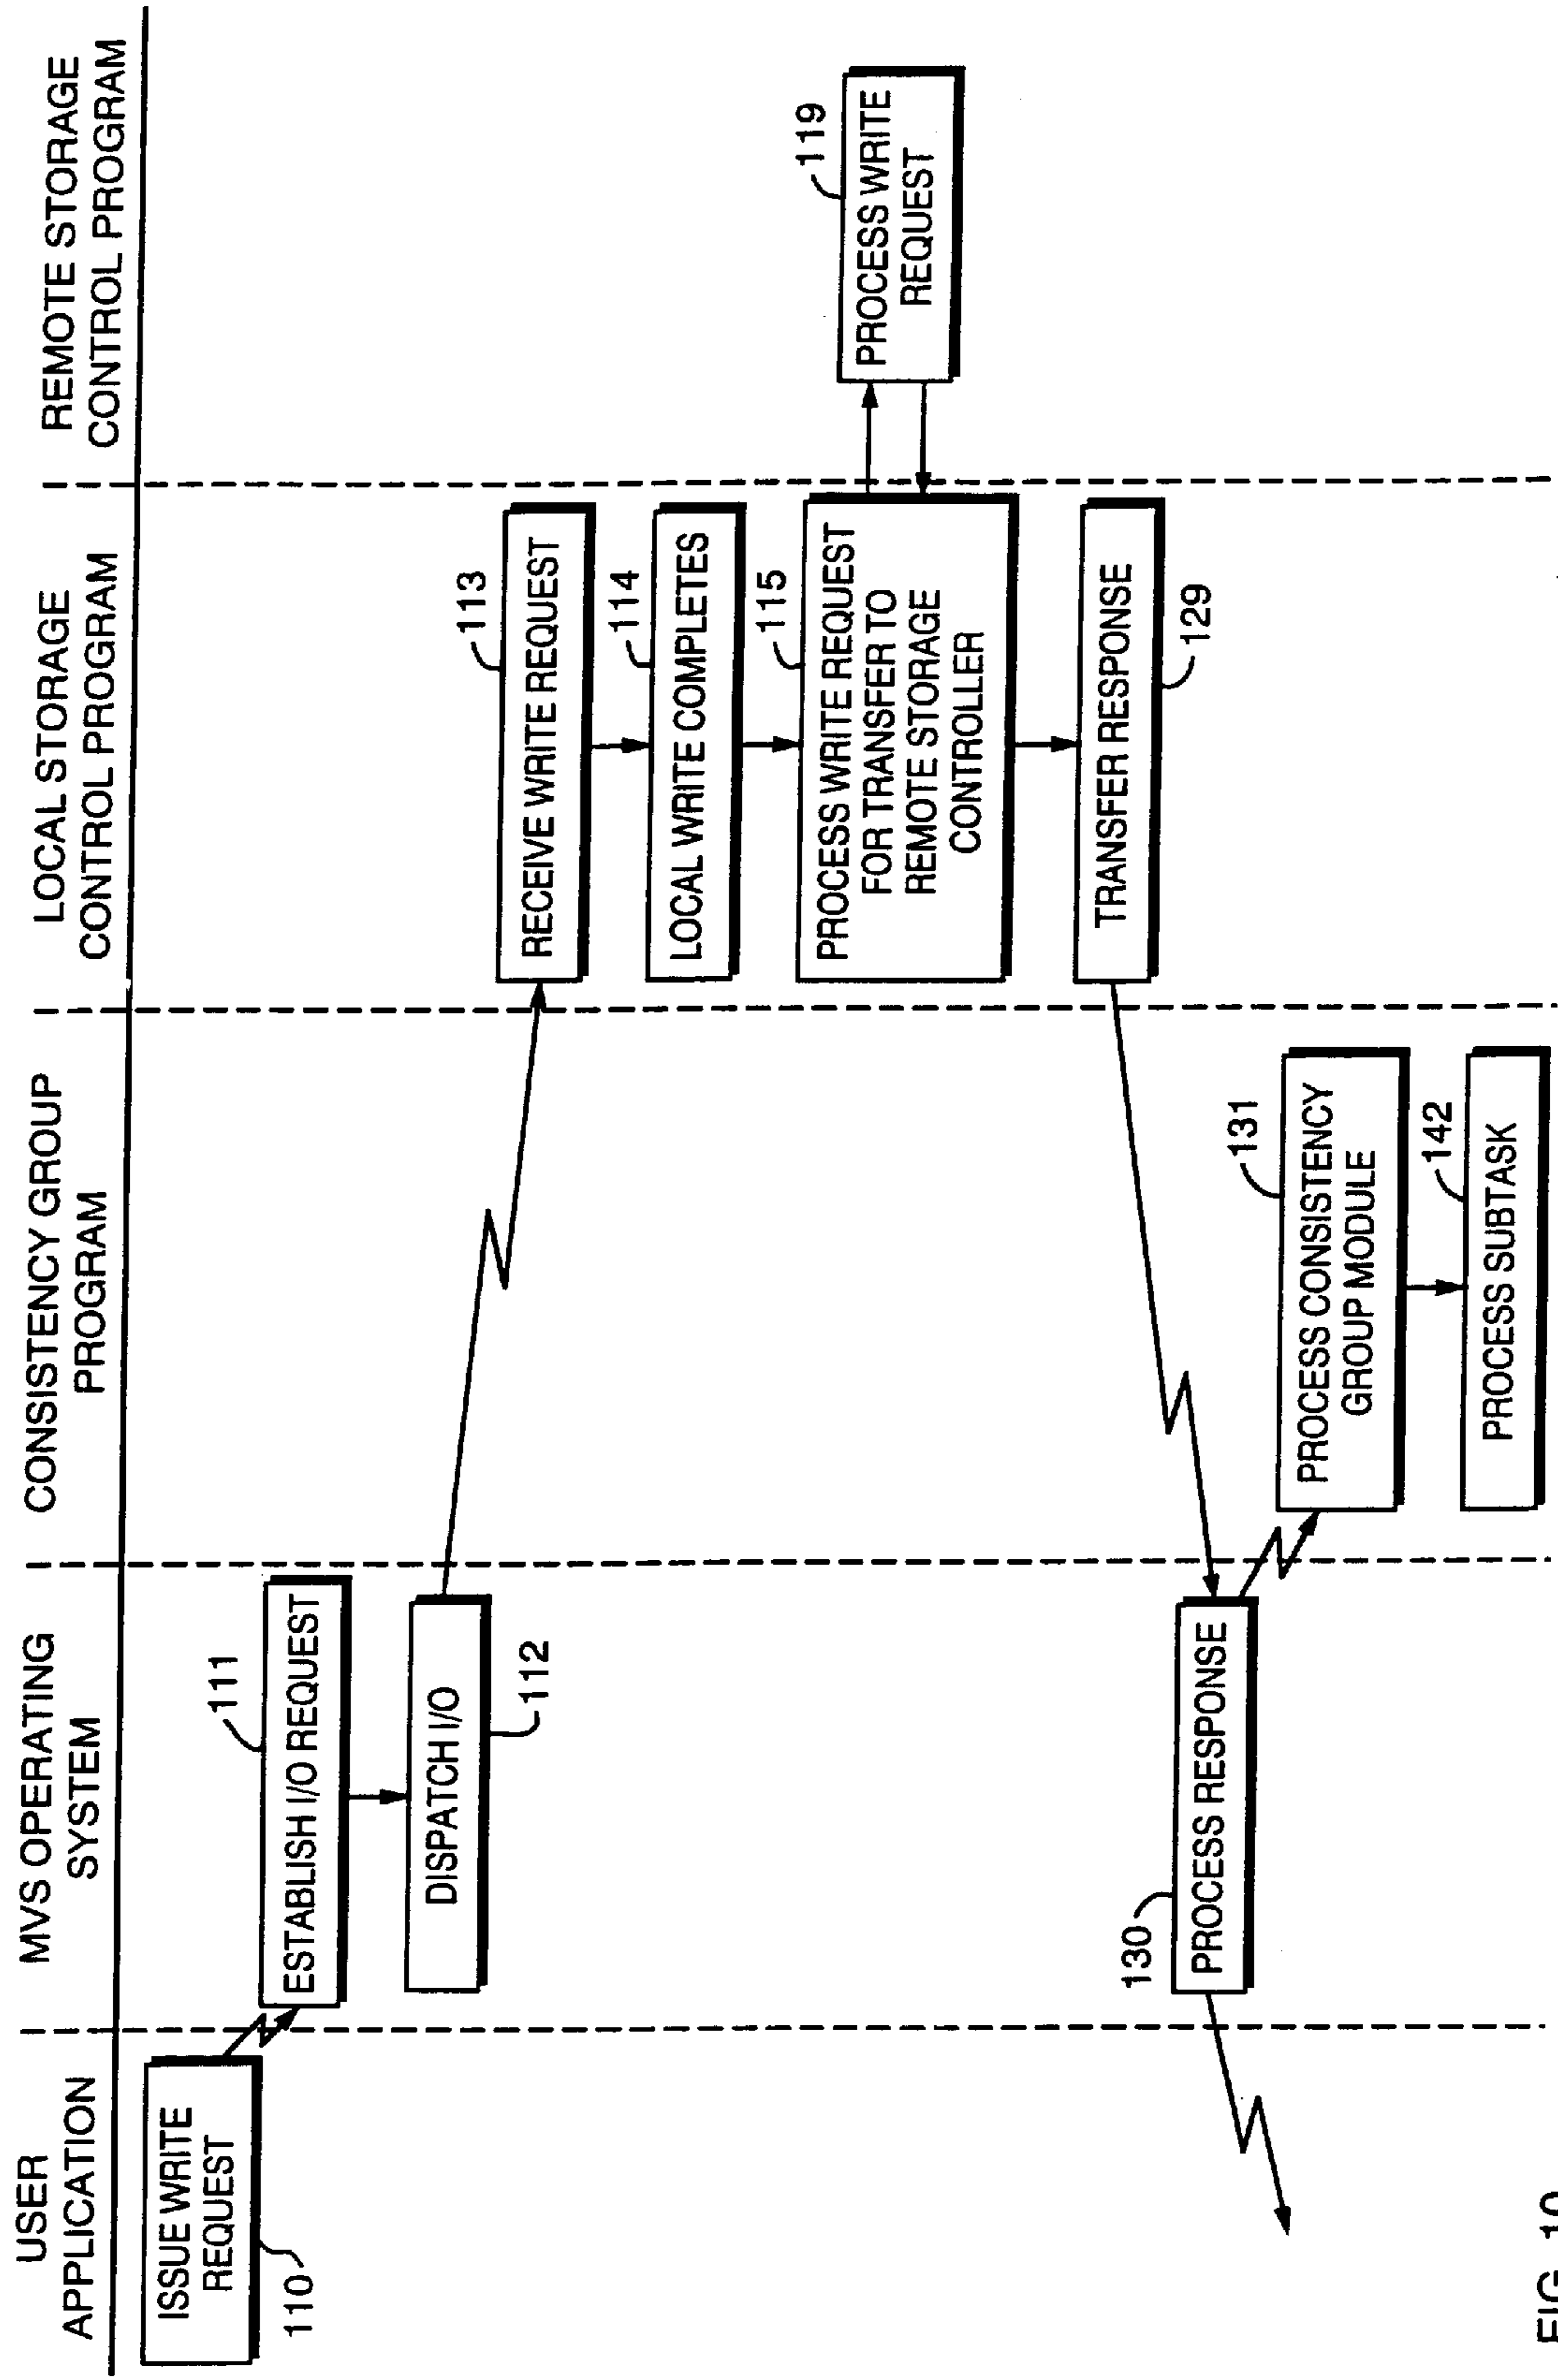 USER
APPLICATION
MVS OPERATING
SYSTEM
CONSISTENCY GROUP
PROGRAM
LOCAL STORAGE
CONTROL PROGRAM
REMOTE STORAGE
CONTROL PROGRAM
ISSUE WRITE
REQUEST
110
111
ESTABLISH I/O REQUEST
DISPATCH I/O
112
113
RECEIVE WRITE REQUEST
114
LOCAL WRITE COMPLETES
115
PROCESS WRITE REQUEST
FOR TRANSFER TO
REMOTE STORAGE
CONTROLLER
119
PROCESS WRITE
REQUEST
TRANSFER RESPONSE
129
130
PROCESS RESPONSE
131
PROCESS CONSISTENCY
GROUP MODULE
142
PROCESS SUBTASK
FIG. 10